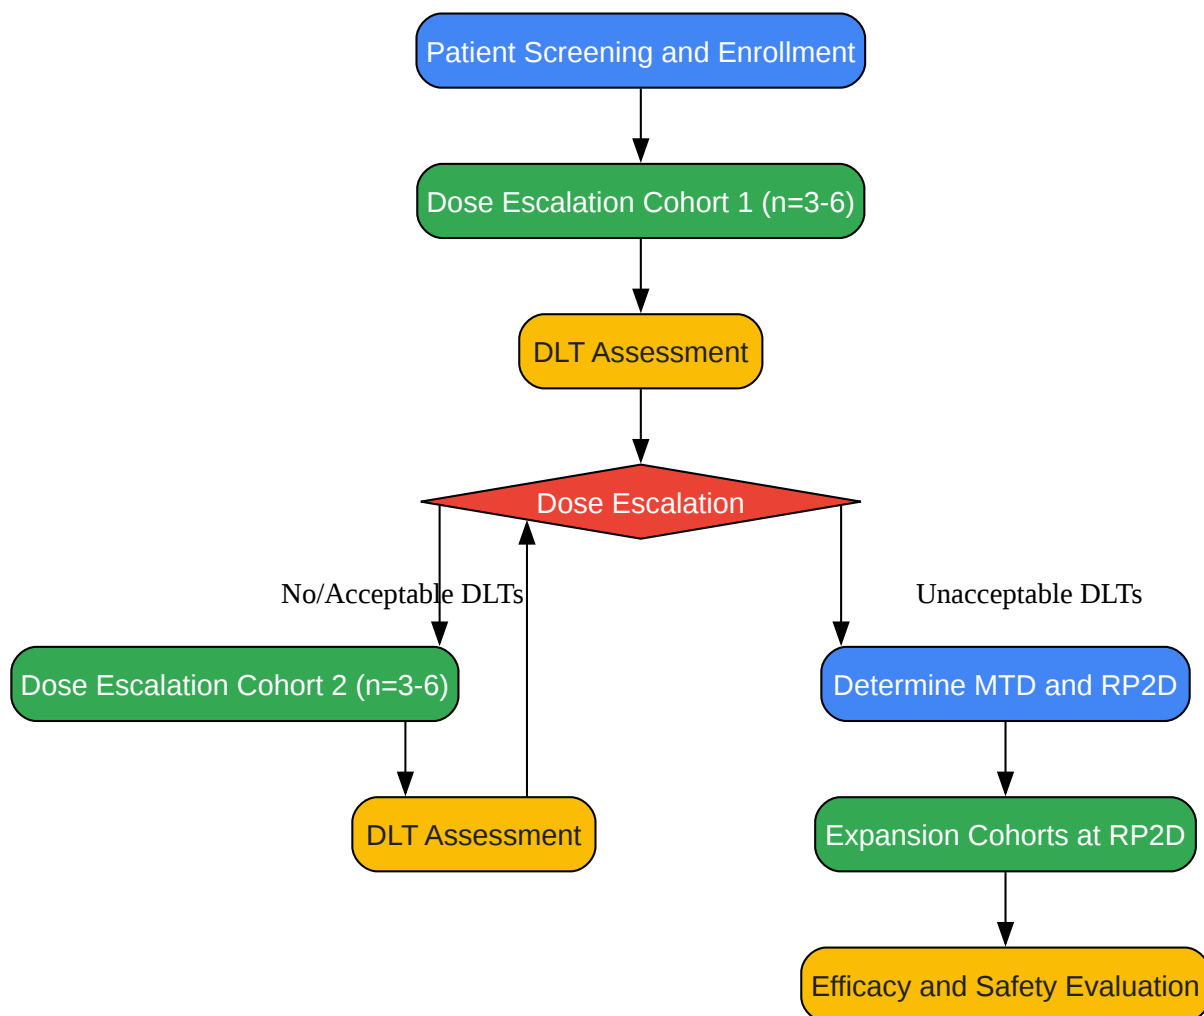 Patient Screening and Enrollment
Dose Escalation Cohort 1 (n=3-6)
DLT Assessment
Dose Escalation
No/Acceptable DLTs
Unacceptable DLTs
Dose Escalation Cohort 2 (n=3-6)
Determine MTD and RP2D
DLT Assessment
Expansion Cohorts at RP2D
Efficacy and Safety Evaluation